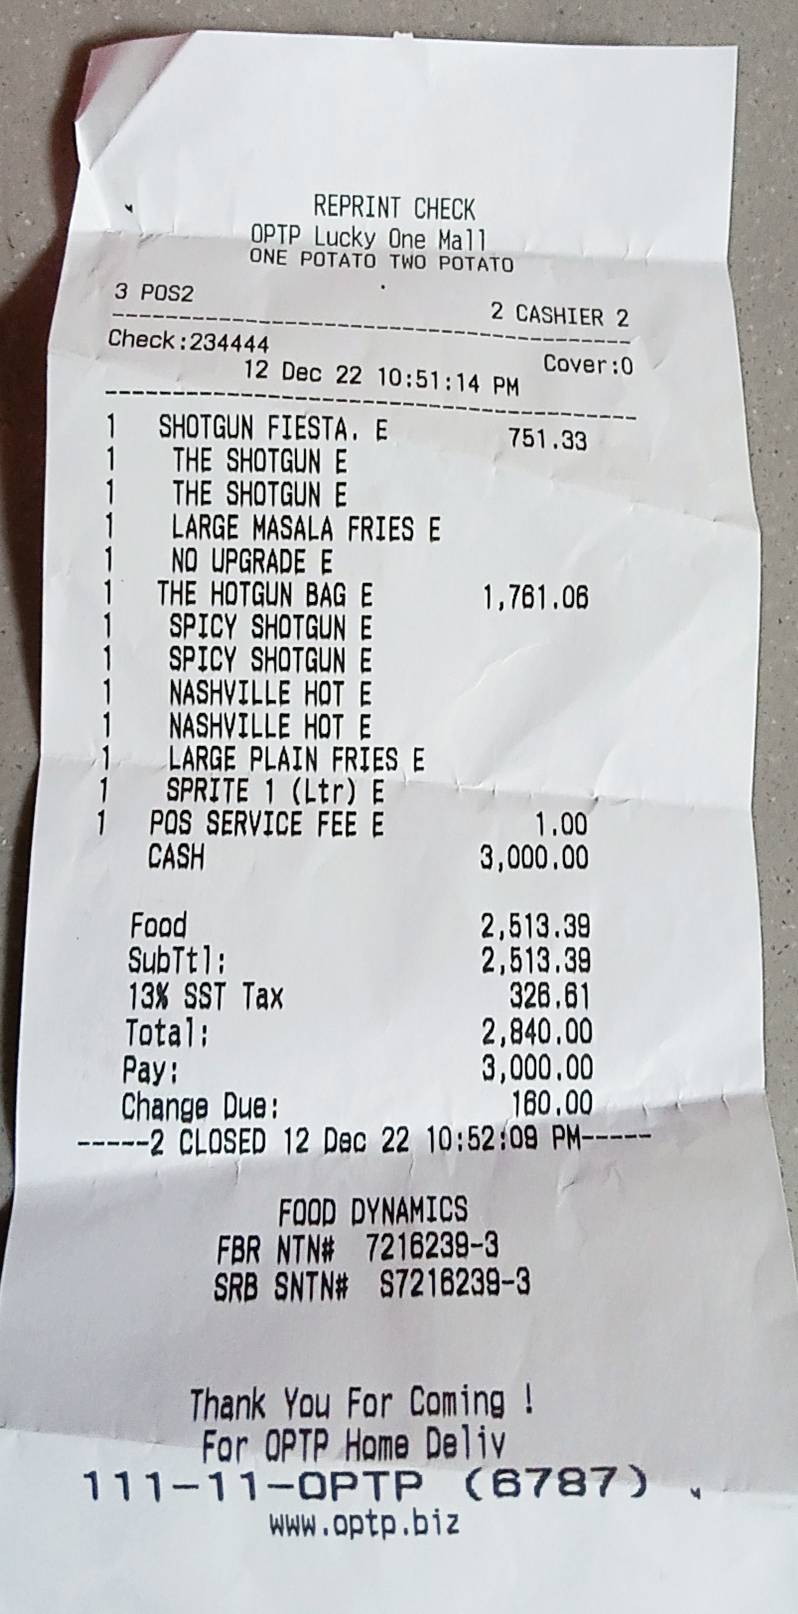 REPRINT CHECK
OPTP Lucky One Mall
ONE POTATO TWO POTATO
3 POS2 2 CASHIER 2
--------------------------------------
Check:234444 Cover:0
12 Dec 22 10:51:14 PM
--------------------------------------
1 SHOTGUN FIESTA. E 751.33
1 THE SHOTGUN E
1 THE SHOTGUN E
1 LARGE MASALA FRIES E
1 NO UPGRADE E
1 THE HOTGUN BAG E 1,761.06
1 SPICY SHOTGUN E
1 SPICY SHOTGUN E
1 NASHVILLE HOT E
1 NASHVILLE HOT E
1 LARGE PLAIN FRIES E
1 SPRITE 1 (Ltr) E
1 POS SERVICE FEE E 1.00
CASH 3,000.00
Food 2,513.39
SubTtl: 2,513.39
13% SST Tax 326.61
Total: 2,840.00
Pay: 3,000.00
Change Due: 160.00
-----2 CLOSED 12 Dec 22 10:52:09 PM-----
FOOD DYNAMICS
FBR NTN# 7216239-3
SRB SNTN# S7216239-3
Thank You For Coming !
For OPTP Home Deliv
111-11-OPTP (6787)
www.optp.biz